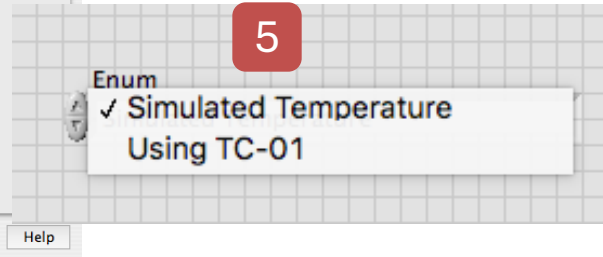 5
Enum
✓ Simulated Temperature
Using TC-01
Help